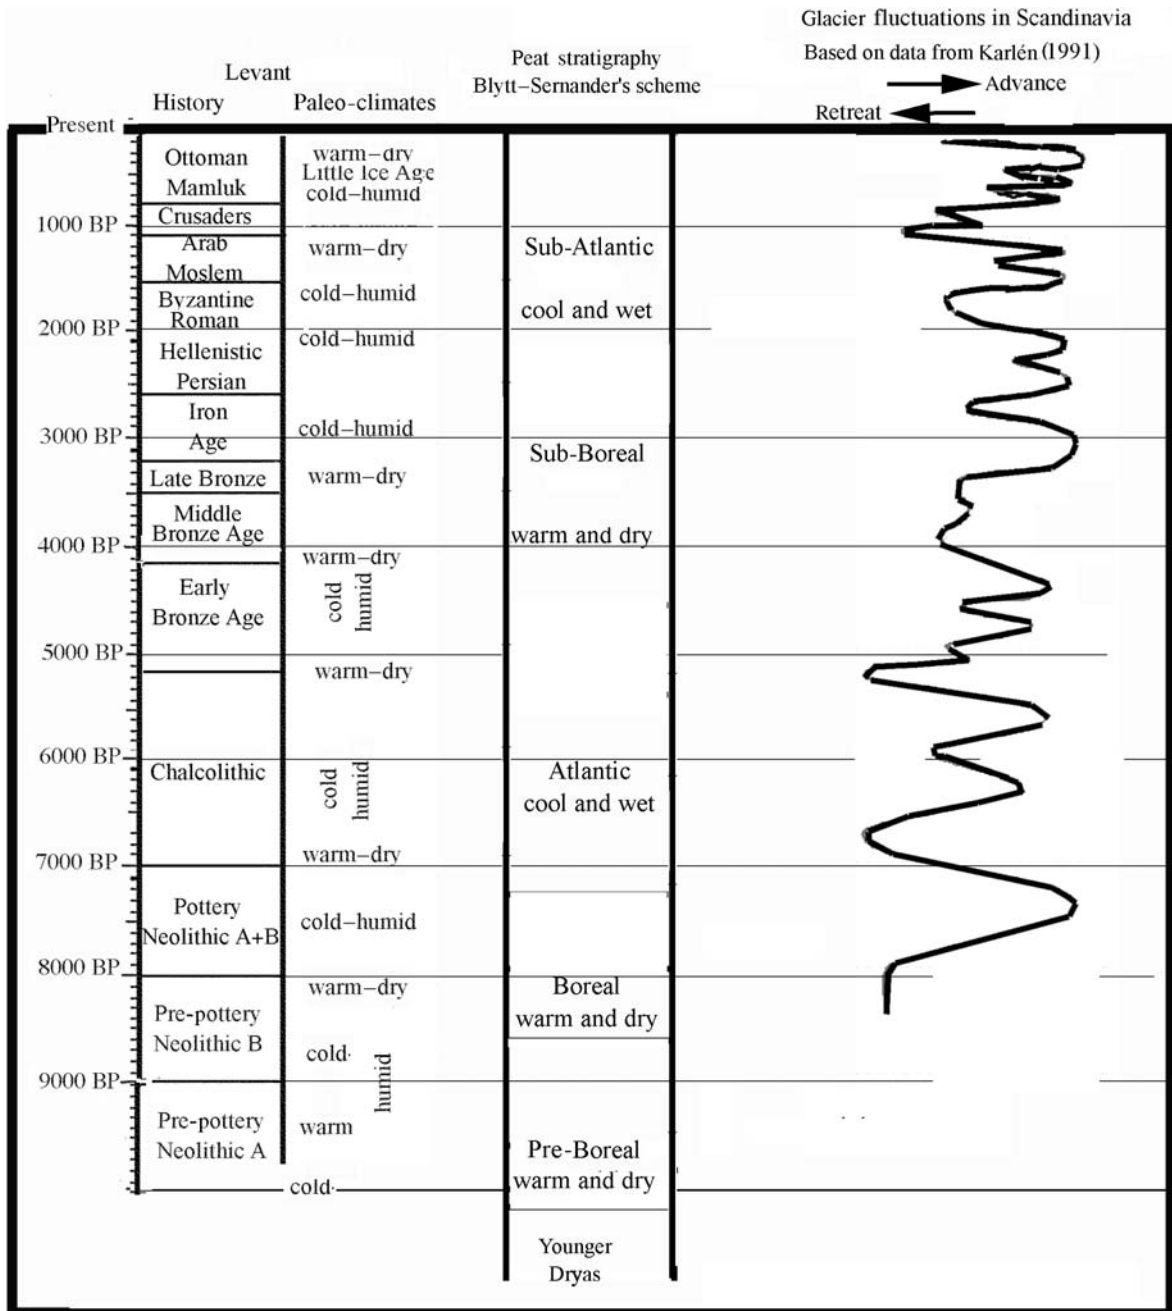 Glacier fluctuations in Scandinavia
Based on data from Karlén (1991)
Advance
Retreat
Peat stratigraphy
Blytt–Sernander's scheme
Levant
History
Paleo-climates
Present
1000 BP
2000 BP
3000 BP
4000 BP
5000 BP
6000 BP
7000 BP
8000 BP
9000 BP
Ottoman
Mamluk
Crusaders
Arab
Moslem
Byzantine
Roman
Hellenistic
Persian
Iron
Age
Late Bronze
Middle
Bronze Age
Early
Bronze Age
Chalcolithic
Pottery
Neolithic A+B
Pre-pottery
Neolithic B
Pre-pottery
Neolithic A
warm–dry
Little Ice Age
cold–humid
warm–dry
cold–humid
cold–humid
cold–humid
warm–dry
warm–dry
cold
humid
warm–dry
cold
humid
warm–dry
cold–humid
warm–dry
cold
humid
warm
cold
Sub-Atlantic
cool and wet
Sub-Boreal
warm and dry
Atlantic
cool and wet
Boreal
warm and dry
Pre-Boreal
warm and dry
Younger
Dryas